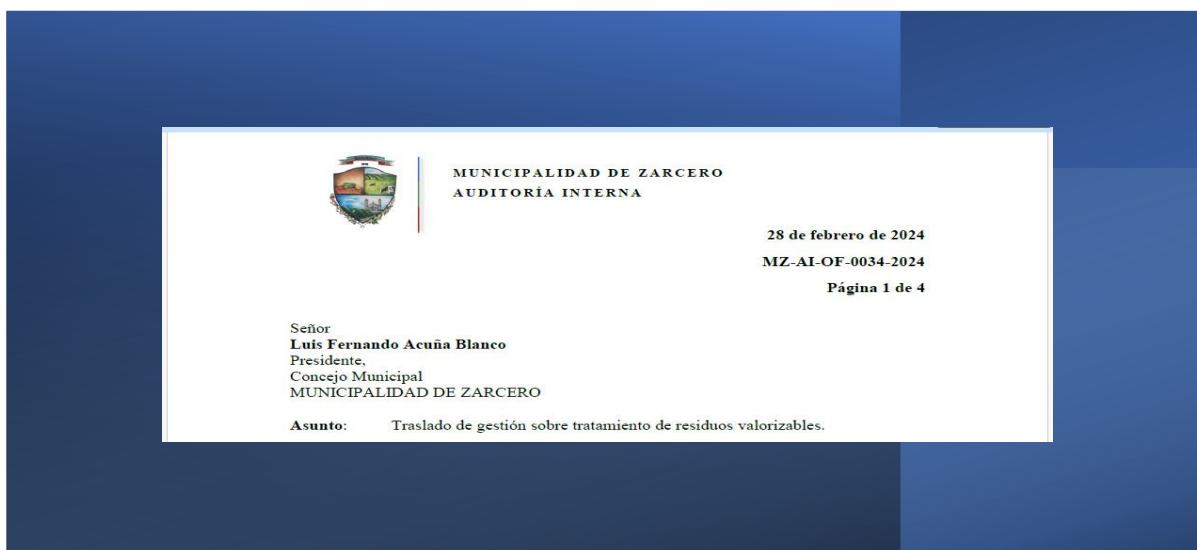 MUNICIPALIDAD DE ZARCERO
AUDITORÍA INTERNA
28 de febrero de 2024
MZ-AI-OF-0034-2024
Página 1 de 4
Señor
Luis Fernando Acuña Blanco
Presidente,
Concejo Municipal
MUNICIPALIDAD DE ZARCERO
Asunto: Traslado de gestión sobre tratamiento de residuos valorizables.